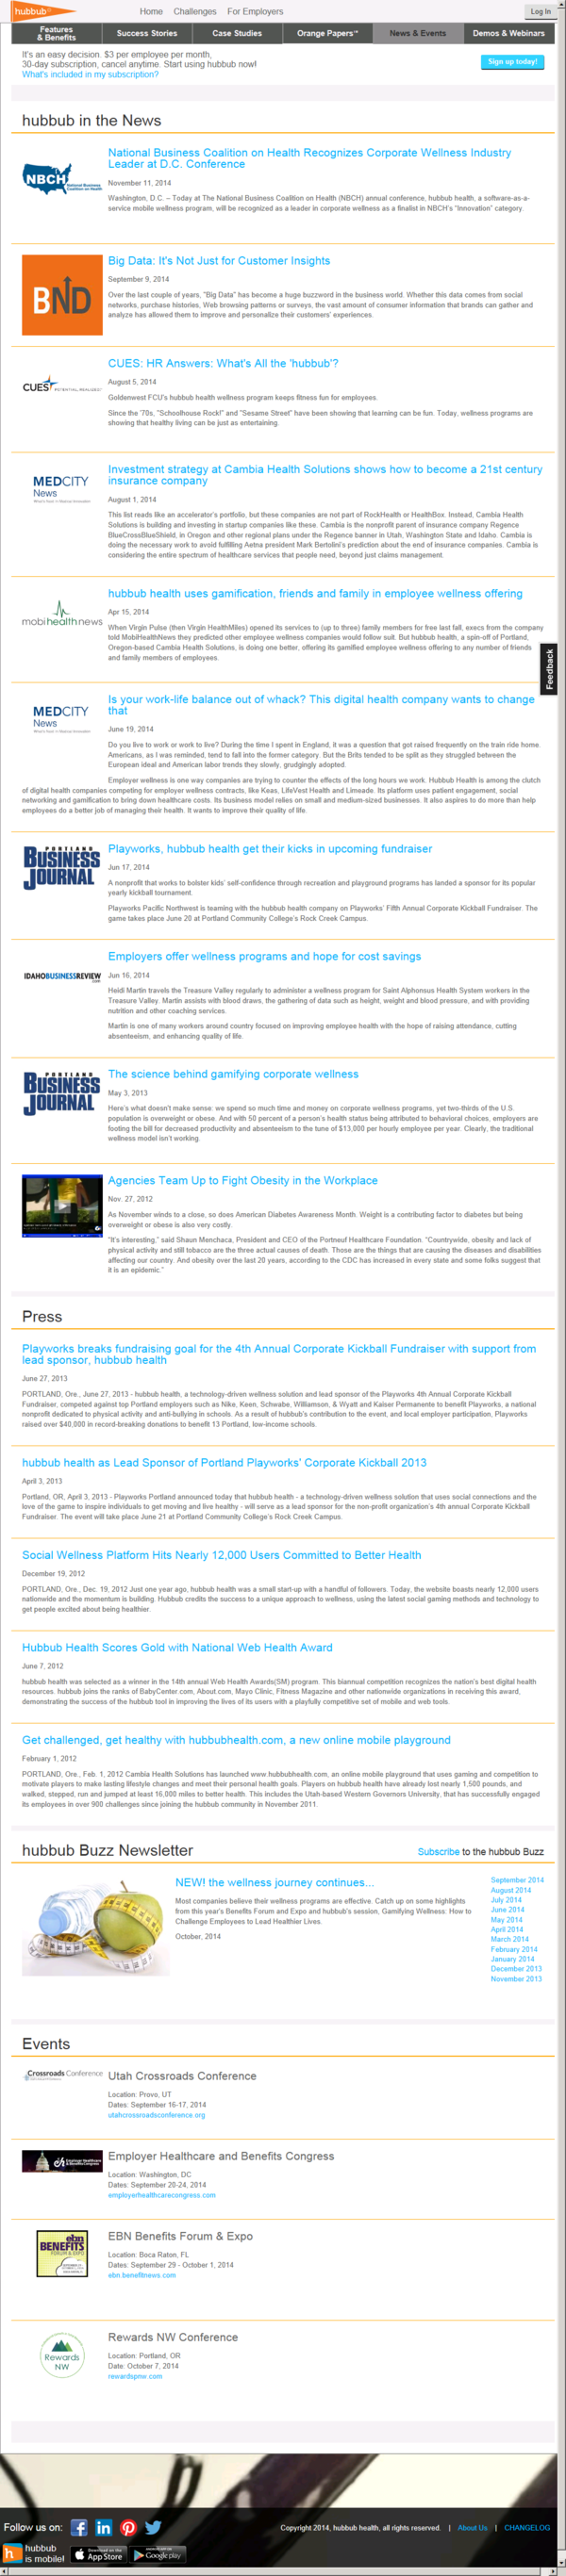 hubbub
Home Challenges For Employers
Log In
Features
& Benefits
Success Stories
Case Studies
Orange Papers
News & Events
Demos & Webinars
It's an easy decision. $3 per employee per month,
30-day subscription, cancel anytime. Start using hubbub now!
What's included in my subscription?
Sign up today!
hubbub in the News
National Business Coalition on Health Recognizes Corporate Wellness Industry
Leader at D.C. Conference
NBCH
November 11, 2014
Washington, D.C. – Today at The National Business Coalition on Health (NBCH) annual conference, hubbub health, a software-as-a-
service mobile wellness program, will be recognized as a leader in corporate wellness as a finalist in NBCH's "Innovation" category.
Big Data: It's Not Just for Customer Insights
BND
September 9, 2014
Over the last couple of years, "Big Data" has become a huge buzzword in the business world. Whether this data comes from social
networks, purchase histories, Web browsing patterns or surveys, the vast amount of consumer information that brands can gather and
analyze has allowed them to improve and personalize their customers' experiences.
CUES: HR Answers: What's All the 'hubbub'?
CUES
August 5, 2014
Goldenwest FCU's hubbub health wellness program keeps fitness fun for employees.
Since the '70s, "Schoolhouse Rock!" and "Sesame Street" have been showing that learning can be fun. Today, wellness programs are
showing that healthy living can be just as entertaining.
Investment strategy at Cambia Health Solutions shows how to become a 21st century
insurance company
MEDCITY
News
August 1, 2014
This list reads like an accelerator's portfolio, but these companies are not part of RockHealth or HealthBox. Instead, Cambia Health
Solutions is building and investing in startup companies like these. Cambia is the nonprofit parent of insurance company Regence
BlueCrossBlueShield, in Oregon and other regional plans under the Regence banner in Utah, Washington State and Idaho. Cambia is
doing the necessary work to avoid fulfilling Aetna president Mark Bertolini's prediction about the end of insurance companies. Cambia is
considering the entire spectrum of healthcare services that people need, beyond just claims management.
hubbub health uses gamification, friends and family in employee wellness offering
mobihealthnews
Apr 15, 2014
When Virgin Pulse (then Virgin HealthMiles) opened its services to (up to three) family members for free last fall, execs from the company
told MobiHealthNews they predicted other employee wellness companies would follow suit. But hubbub health, a spin-off of Portland,
Oregon-based Cambia Health Solutions, is doing one better, offering its gamified employee wellness offering to any number of friends
and family members of employees.
Feedback
Is your work-life balance out of whack? This digital health company wants to change
that
MEDCITY
News
June 19, 2014
Do you live to work or work to live? During the time I spent in England, it was a question that got raised frequently on the train ride home.
Americans, as I was reminded, tend to fall into the former category. But the Brits tended to be split as they struggled between the
European ideal and American labor trends they slowly, grudgingly adopted.
Employer wellness is one way companies are trying to counter the effects of the long hours we work. Hubbub Health is among the clutch
of digital health companies competing for employer wellness contracts, like Keas, LifeVest Health and Limeade. Its platform uses patient engagement, social
networking and gamification to bring down healthcare costs. Its business model relies on small and medium-sized businesses. It also aspires to do more than help
employees do a better job of managing their health. It wants to improve their quality of life.
Playworks, hubbub health get their kicks in upcoming fundraiser
PORTLAND
BUSINESS
JOURNAL
Jun 17, 2014
A nonprofit that works to bolster kids' self-confidence through recreation and playground programs has landed a sponsor for its popular
yearly kickball tournament.
Playworks Pacific Northwest is teaming with the hubbub health company on Playworks' Fifth Annual Corporate Kickball Fundraiser. The
game takes place June 20 at Portland Community College's Rock Creek Campus.
Employers offer wellness programs and hope for cost savings
IDAHOBUSINESSREVIEW
Jun 16, 2014
Heidi Martin travels the Treasure Valley regularly to administer a wellness program for Saint Alphonsus Health System workers in the
Treasure Valley. Martin assists with blood draws, the gathering of data such as height, weight and blood pressure, and with providing
nutrition and other coaching services.
Martin is one of many workers around country focused on improving employee health with the hope of raising attendance, cutting
absenteeism, and enhancing quality of life.
The science behind gamifying corporate wellness
PORTLAND
BUSINESS
JOURNAL
May 3, 2013
Here's what doesn't make sense: we spend so much time and money on corporate wellness programs, yet two-thirds of the U.S.
population is overweight or obese. And with 50 percent of a person's health status being attributed to behavioral choices, employers are
footing the bill for decreased productivity and absenteeism to the tune of $13,000 per hourly employee per year. Clearly, the traditional
wellness model isn't working.
Agencies Team Up to Fight Obesity in the Workplace
Nov. 27, 2012
As November winds to a close, so does American Diabetes Awareness Month. Weight is a contributing factor to diabetes but being
overweight or obese is also very costly.
"It's interesting," said Shaun Menchaca, President and CEO of the Portneuf Healthcare Foundation. "Countrywide, obesity and lack of
physical activity and still tobacco are the three actual causes of death. Those are the things that are causing the diseases and disabilities
affecting our country. And obesity over the last 20 years, according to the CDC has increased in every state and some folks suggest that
it is an epidemic."
Press
Playworks breaks fundraising goal for the 4th Annual Corporate Kickball Fundraiser with support from
lead sponsor, hubbub health
June 27, 2013
PORTLAND, Ore., June 27, 2013 - hubbub health, a technology-driven wellness solution and lead sponsor of the Playworks 4th Annual Corporate Kickball
Fundraiser, competed against top Portland employers such as Nike, Keen, Schwabe, Williamson, & Wyatt and Kaiser Permanente to benefit Playworks, a national
nonprofit dedicated to physical activity and anti-bullying in schools. As a result of hubbub's contribution to the event, and local employer participation, Playworks
raised over $40,000 in record-breaking donations to benefit 13 Portland, low-income schools.
hubbub health as Lead Sponsor of Portland Playworks' Corporate Kickball 2013
April 3, 2013
Portland, OR, April 3, 2013 - Playworks Portland announced today that hubbub health - a technology-driven wellness solution that uses social connections and the
love of the game to inspire individuals to get moving and live healthy - will serve as a lead sponsor for the non-profit organization's 4th annual Corporate Kickball
Fundraiser. The event will take place June 21 at Portland Community College's Rock Creek Campus.
Social Wellness Platform Hits Nearly 12,000 Users Committed to Better Health
December 19, 2012
PORTLAND, Ore., Dec. 19, 2012 Just one year ago, hubbub health was a small start-up with a handful of followers. Today, the website boasts nearly 12,000 users
nationwide and the momentum is building. Hubbub credits the success to a unique approach to wellness, using the latest social gaming methods and technology to
get people excited about being healthier.
Hubbub Health Scores Gold with National Web Health Award
June 7, 2012
hubbub health was selected as a winner in the 14th annual Web Health Awards(SM) program. This biannual competition recognizes the nation's best digital health
resources. hubbub joins the ranks of BabyCenter.com, About.com, Mayo Clinic, Fitness Magazine and other nationwide organizations in receiving this award,
demonstrating the success of the hubbub tool in improving the lives of its users with a playfully competitive set of mobile and web tools.
Get challenged, get healthy with hubbubhealth.com, a new online mobile playground
February 1, 2012
PORTLAND, Ore., Feb. 1, 2012 Cambia Health Solutions has launched www.hubbubhealth.com, an online mobile playground that uses gaming and competition to
motivate players to make lasting lifestyle changes and meet their personal health goals. Players on hubbub health have already lost nearly 1,500 pounds, and
walked, stepped, run and jumped at least 16,000 miles to better health. This includes the Utah-based Western Governors University, that has successfully engaged
its employees in over 900 challenges since joining the hubbub community in November 2011.
hubbub Buzz Newsletter
Subscribe to the hubbub Buzz
NEW! the wellness journey continues...
Most companies believe their wellness programs are effective. Catch up on some highlights
from this year's Benefits Forum and Expo and hubbub's session, Gamifying Wellness: How to
Challenge Employees to Lead Healthier Lives.
October, 2014
September 2014
August 2014
July 2014
June 2014
May 2014
April 2014
March 2014
February 2014
January 2014
December 2013
November 2013
Events
Crossroads Conference
Utah Crossroads Conference
Location: Provo, UT
Dates: September 16-17, 2014
utahcrossroadsconference.org
Employer Healthcare and Benefits Congress
Location: Washington, DC
Dates: September 20-24, 2014
employerhealthcarecongress.com
ebn
BENEFITS
FORUM & EXPO
EBN Benefits Forum & Expo
Location: Boca Raton, FL
Dates: September 29 - October 1, 2014
ebn.benefitnews.com
Rewards
NW
Rewards NW Conference
Location: Portland, OR
Date: October 7, 2014
rewardspnw.com
Follow us on:
Copyright 2014, hubbub health, all rights reserved. | About Us | CHANGELOG
hubbub
is mobile!
App Store
Google play